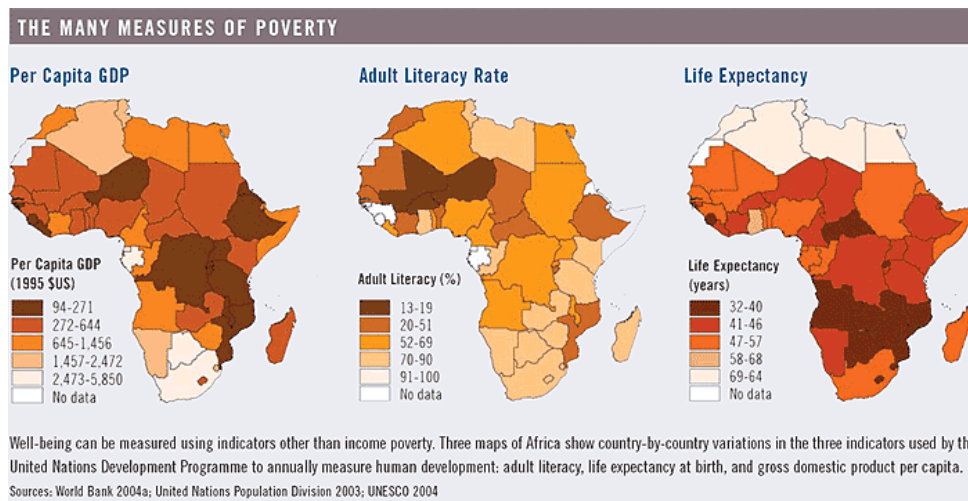 THE MANY MEASURES OF POVERTY
Per Capita GDP
Adult Literacy Rate
Life Expectancy
Per Capita GDP
(1995 $US)
94-271
272-644
645-1,456
1,457-2,472
2,473-5,850
No data
Adult Literacy (%)
13-19
20-51
52-69
70-90
91-100
No data
Life Expectancy
(years)
32-40
41-46
47-57
58-68
69-64
No data
Well-being can be measured using indicators other than income poverty. Three maps of Africa show country-by-country variations in the three indicators used by th
United Nations Development Programme to annually measure human development: adult literacy, life expectancy at birth, and gross domestic product per capita.
Sources: World Bank 2004a; United Nations Population Division 2003; UNESCO 2004